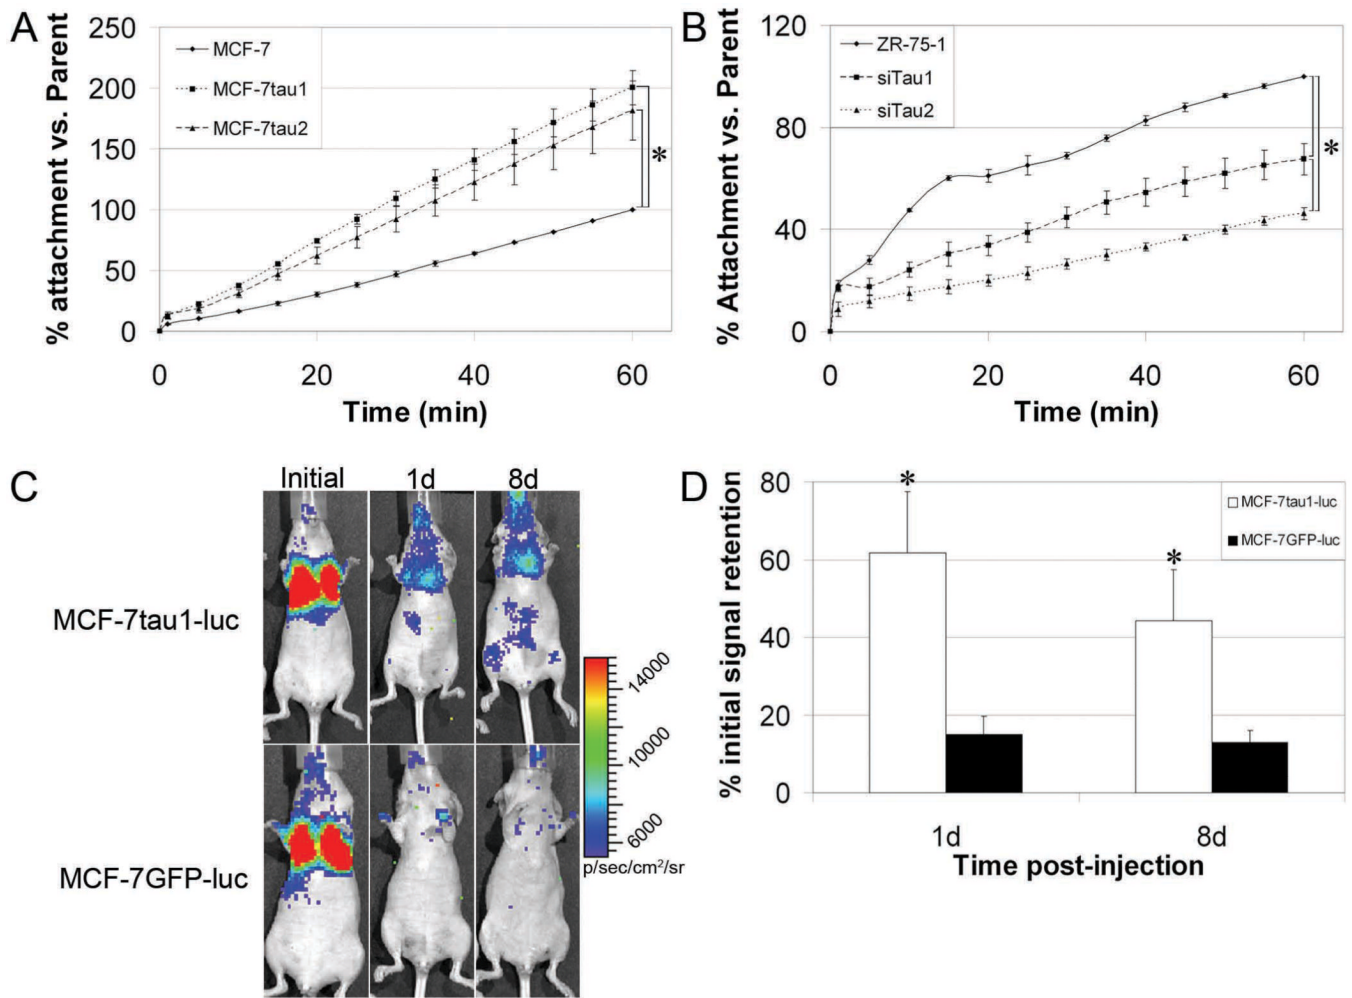 A
% attachment vs. Parent
250
200
150
100
50
0
MCF-7
MCF-7tau1
MCF-7tau2
*
0 20 40 60
Time (min)
B
% Attachment vs. Parent
120
80
40
0
ZR-75-1
siTau1
siTau2
*
0 20 40 60
Time (min)
C
Initial 1d 8d
MCF-7tau1-luc
MCF-7GFP-luc
14000
10000
6000
p/sec/cm²/sr
D
% initial signal retention
80
60
40
20
0
* *
MCF-7tau1-luc
MCF-7GFP-luc
1d 8d
Time post-injection